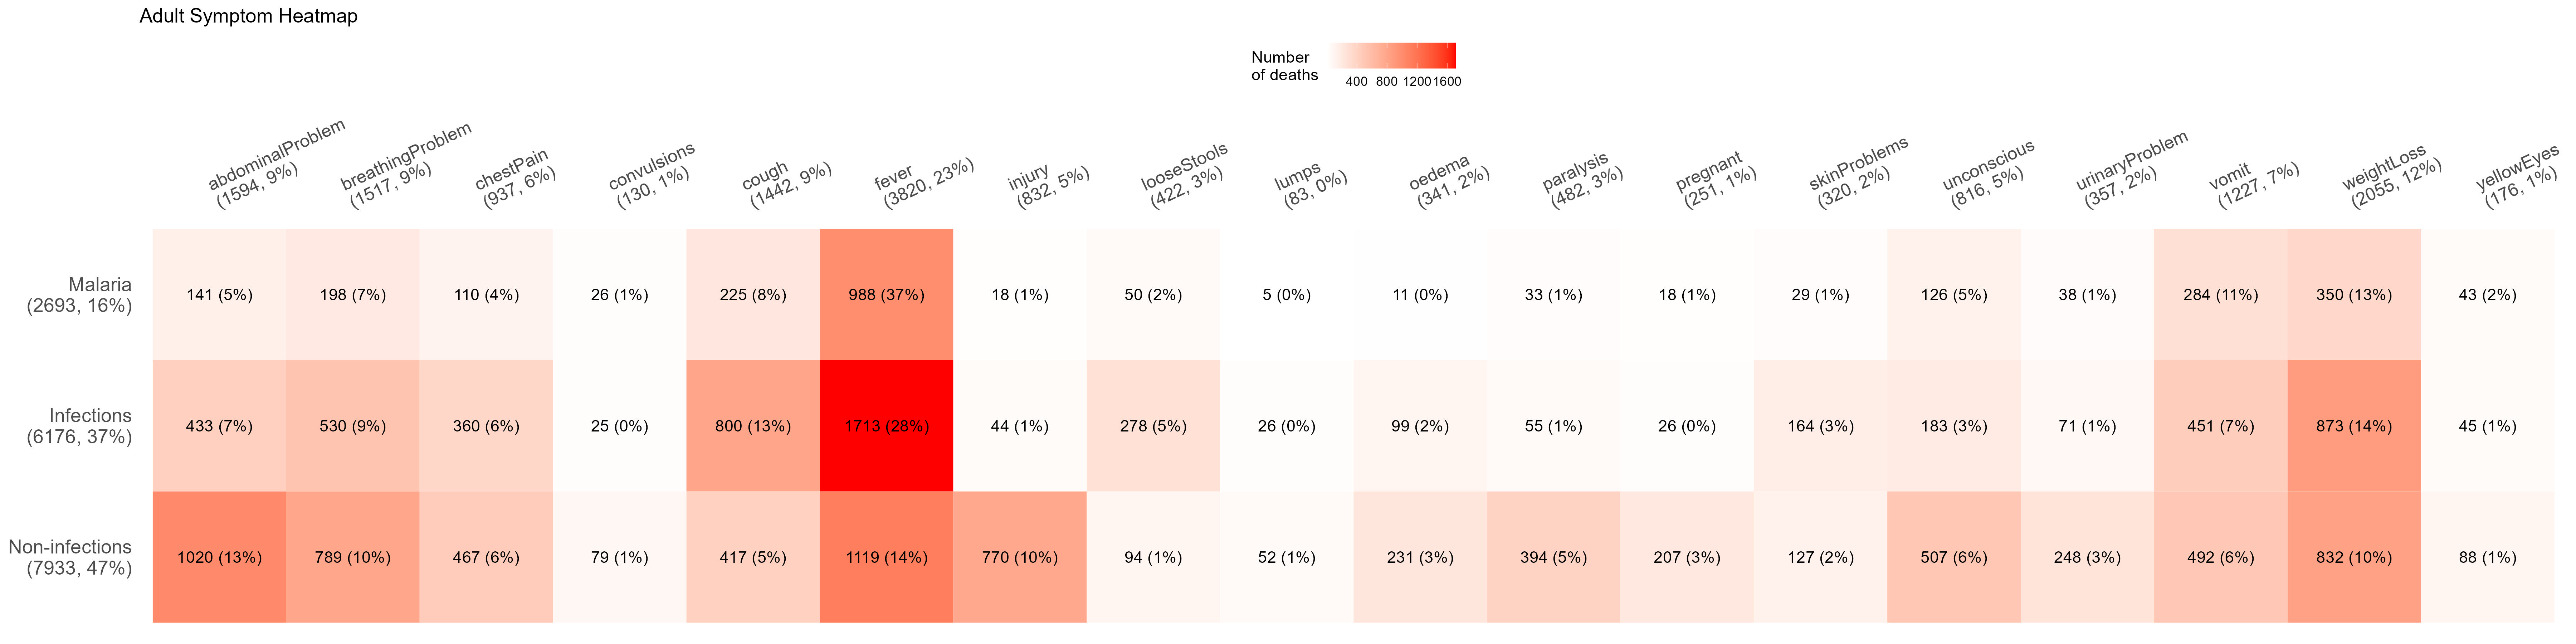 Adult Symptom Heatmap
Number
of deaths
400 800 1200 1600
abdominalProblem
(1594, 9%)
breathingProblem
(1517, 9%)
chestPain
(937, 6%)
convulsions
(130, 1%)
cough
(1442, 9%)
fever
(3820, 23%)
injury
(832, 5%)
looseStools
(422, 3%)
lumps
(83, 0%)
oedema
(341, 2%)
paralysis
(482, 3%)
pregnant
(251, 1%)
skinProblems
(320, 2%)
unconscious
(816, 5%)
urinaryProblem
(357, 2%)
vomit
(1227, 7%)
weightLoss
(2055, 12%)
yellowEyes
(176, 1%)
Malaria
(2693, 16%)
141 (5%) 198 (7%) 110 (4%) 26 (1%) 225 (8%) 988 (37%) 18 (1%) 50 (2%) 5 (0%) 11 (0%) 33 (1%) 18 (1%) 29 (1%) 126 (5%) 38 (1%) 284 (11%) 350 (13%) 43 (2%)
Infections
(6176, 37%)
433 (7%) 530 (9%) 360 (6%) 25 (0%) 800 (13%) 1713 (28%) 44 (1%) 278 (5%) 26 (0%) 99 (2%) 55 (1%) 26 (0%) 164 (3%) 183 (3%) 71 (1%) 451 (7%) 873 (14%) 45 (1%)
Non-infections
(7933, 47%)
1020 (13%) 789 (10%) 467 (6%) 79 (1%) 417 (5%) 1119 (14%) 770 (10%) 94 (1%) 52 (1%) 231 (3%) 394 (5%) 207 (3%) 127 (2%) 507 (6%) 248 (3%) 492 (6%) 832 (10%) 88 (1%)